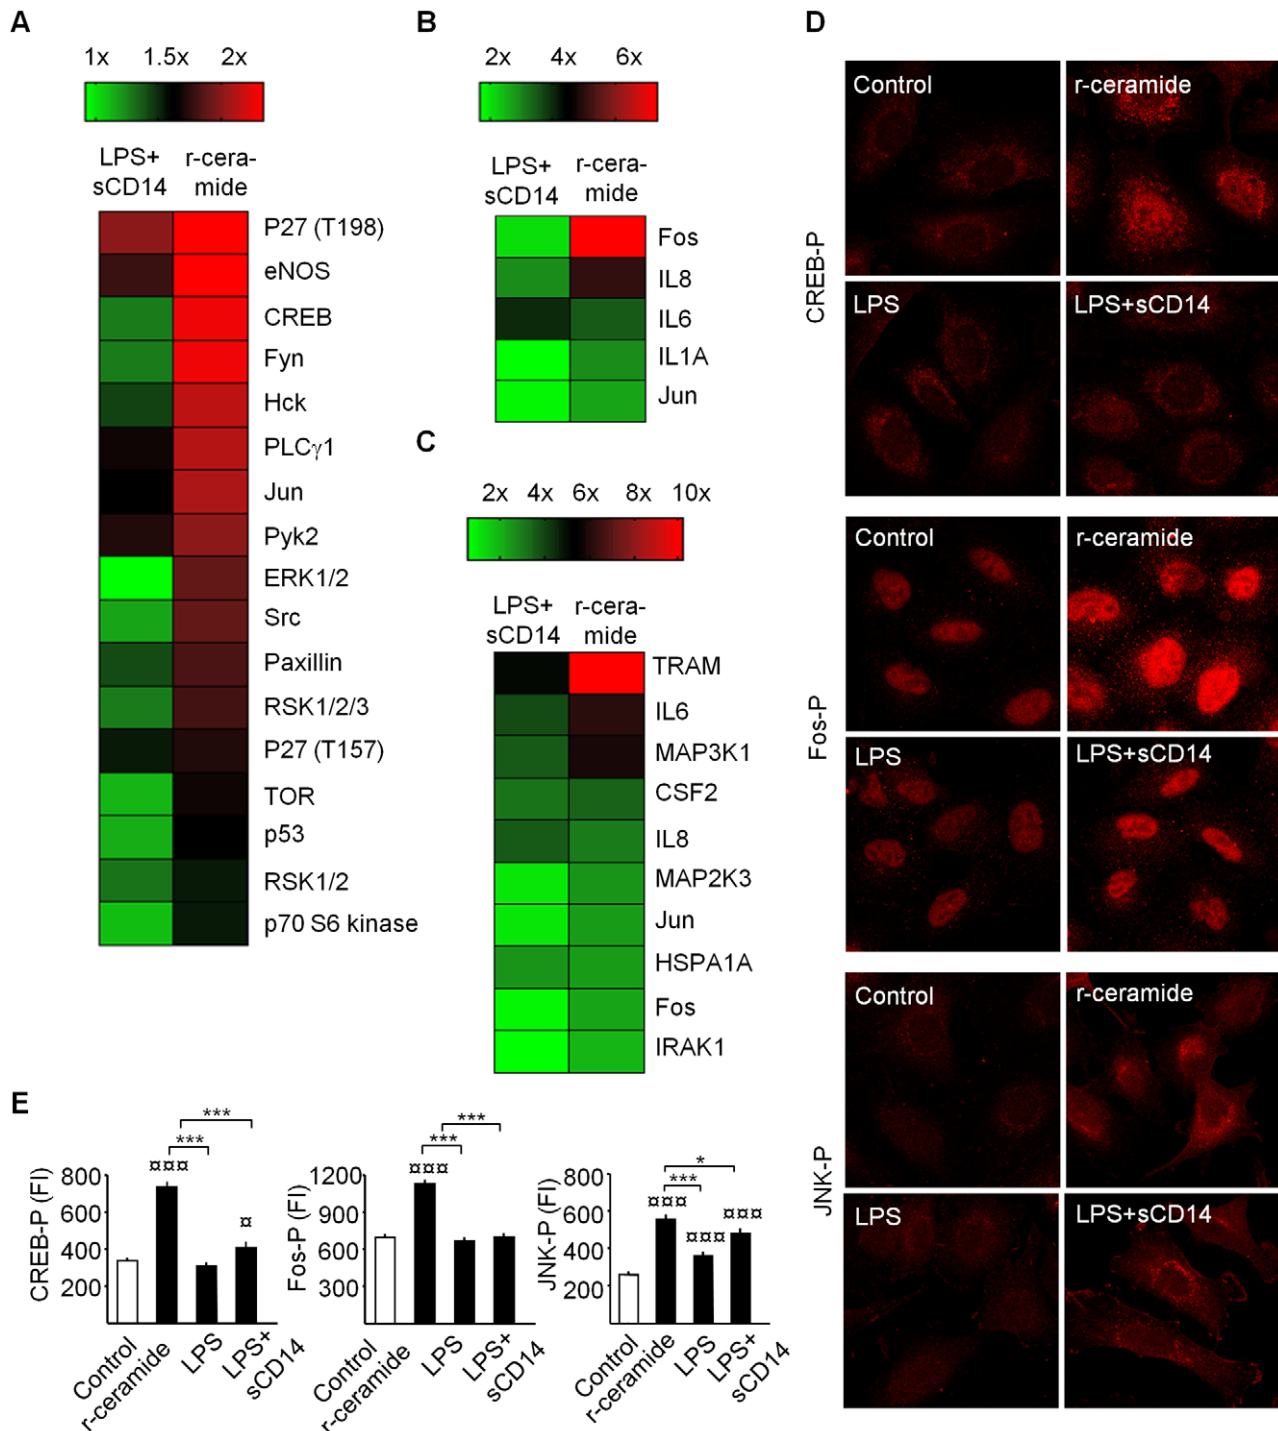 A
1x 1.5x 2x
LPS+
sCD14
r-cera-
mide
P27 (T198)
eNOS
CREB
Fyn
Hck
PLCγ1
Jun
Pyk2
ERK1/2
Src
Paxillin
RSK1/2/3
P27 (T157)
TOR
p53
RSK1/2
p70 S6 kinase
B
2x 4x 6x
LPS+
sCD14
r-cera-
mide
Fos
IL8
IL6
IL1A
Jun
C
2x 4x 6x 8x 10x
LPS+
sCD14
r-cera-
mide
TRAM
IL6
MAP3K1
CSF2
IL8
MAP2K3
Jun
HSPA1A
Fos
IRAK1
D
CREB-P
Control
r-ceramide
LPS
LPS+sCD14
Fos-P
Control
r-ceramide
LPS
LPS+sCD14
JNK-P
Control
r-ceramide
LPS
LPS+sCD14
E
CREB-P (FI)
800
600
400
200
***
***
¤¤¤
¤
Control
r-ceramide
LPS
LPS+
sCD14
Fos-P (FI)
1200
900
600
300
***
***
¤¤¤
Control
r-ceramide
LPS
LPS+
sCD14
JNK-P (FI)
800
600
400
200
*
***
¤¤¤
¤¤¤
¤¤¤
Control
r-ceramide
LPS
LPS+
sCD14